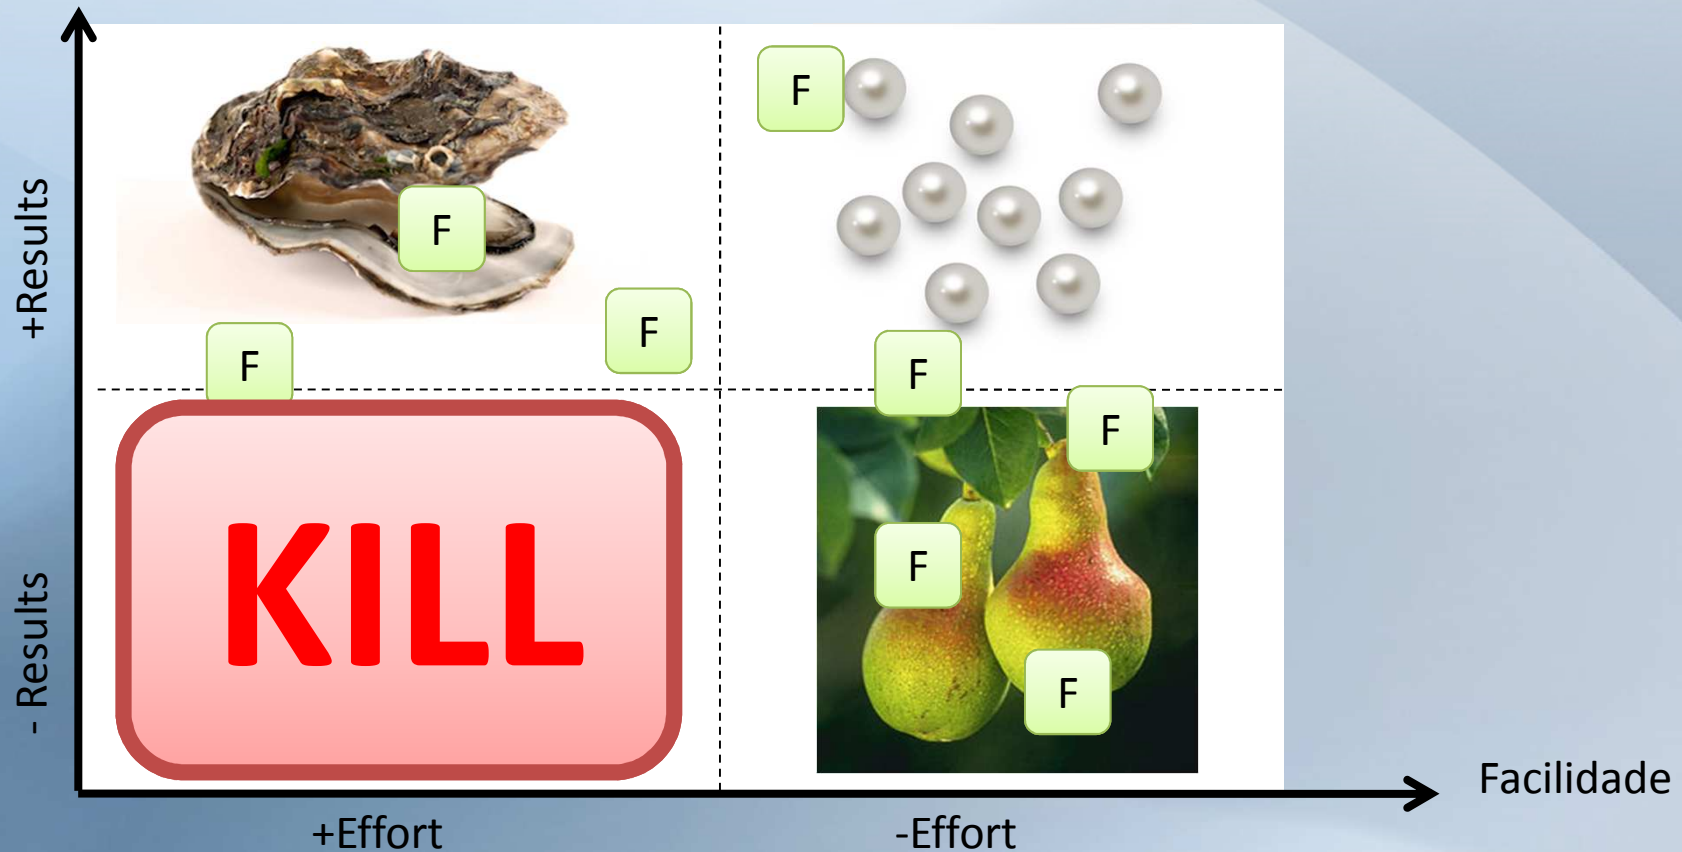 F
F
F
F
F
F
F
F
KILL
+Results
- Results
+Effort
-Effort
Facilidade